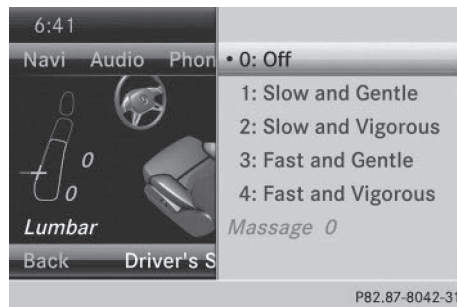 6:41
Navi Audio Phon
• 0: Off
1: Slow and Gentle
2: Slow and Vigorous
3: Fast and Gentle
4: Fast and Vigorous
0
0
Lumbar
Massage 0
Back Driver's S
P82.87-8042-31